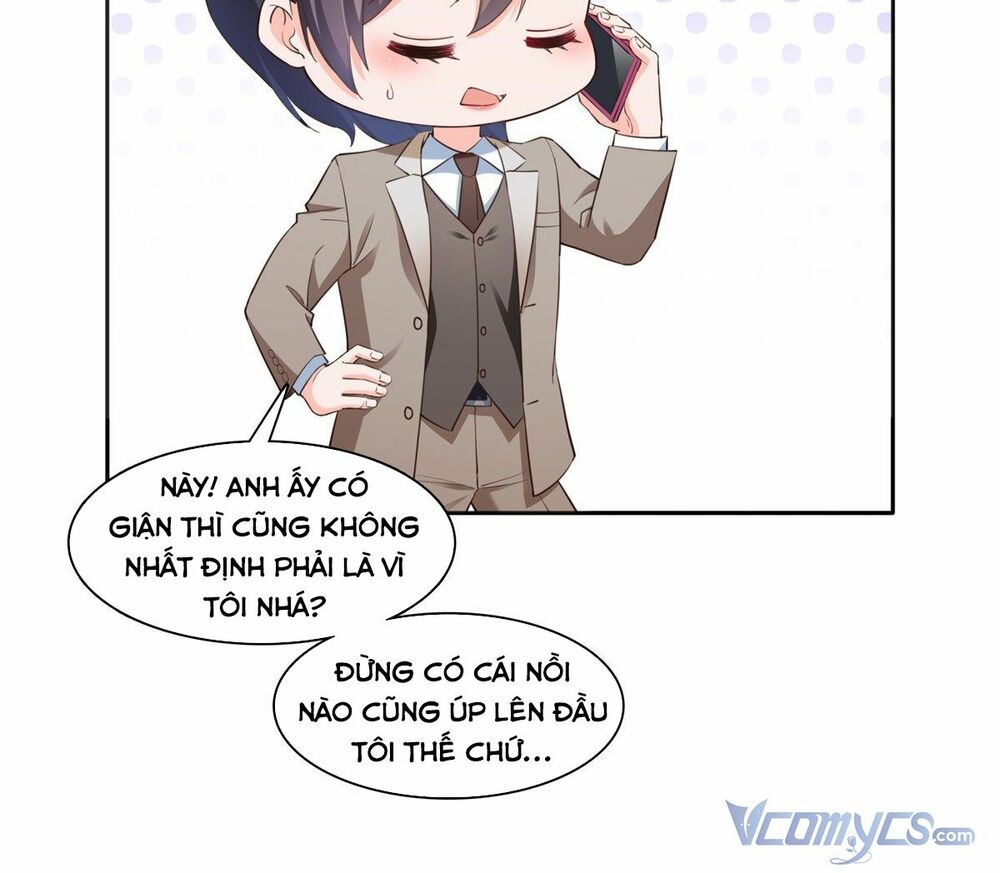 NÀY! ANH ẤY CÓ
GIẬN THÌ CŨNG KHÔNG
NHẤT ĐỊNH PHẢI LÀ VÌ
TÔI NHÁ?
ĐỪNG CÓ CÁI NỒI
NÀO CŨNG ÚP LÊN ĐẦU
TÔI THẾ CHỨ...
VCOMYCS.com